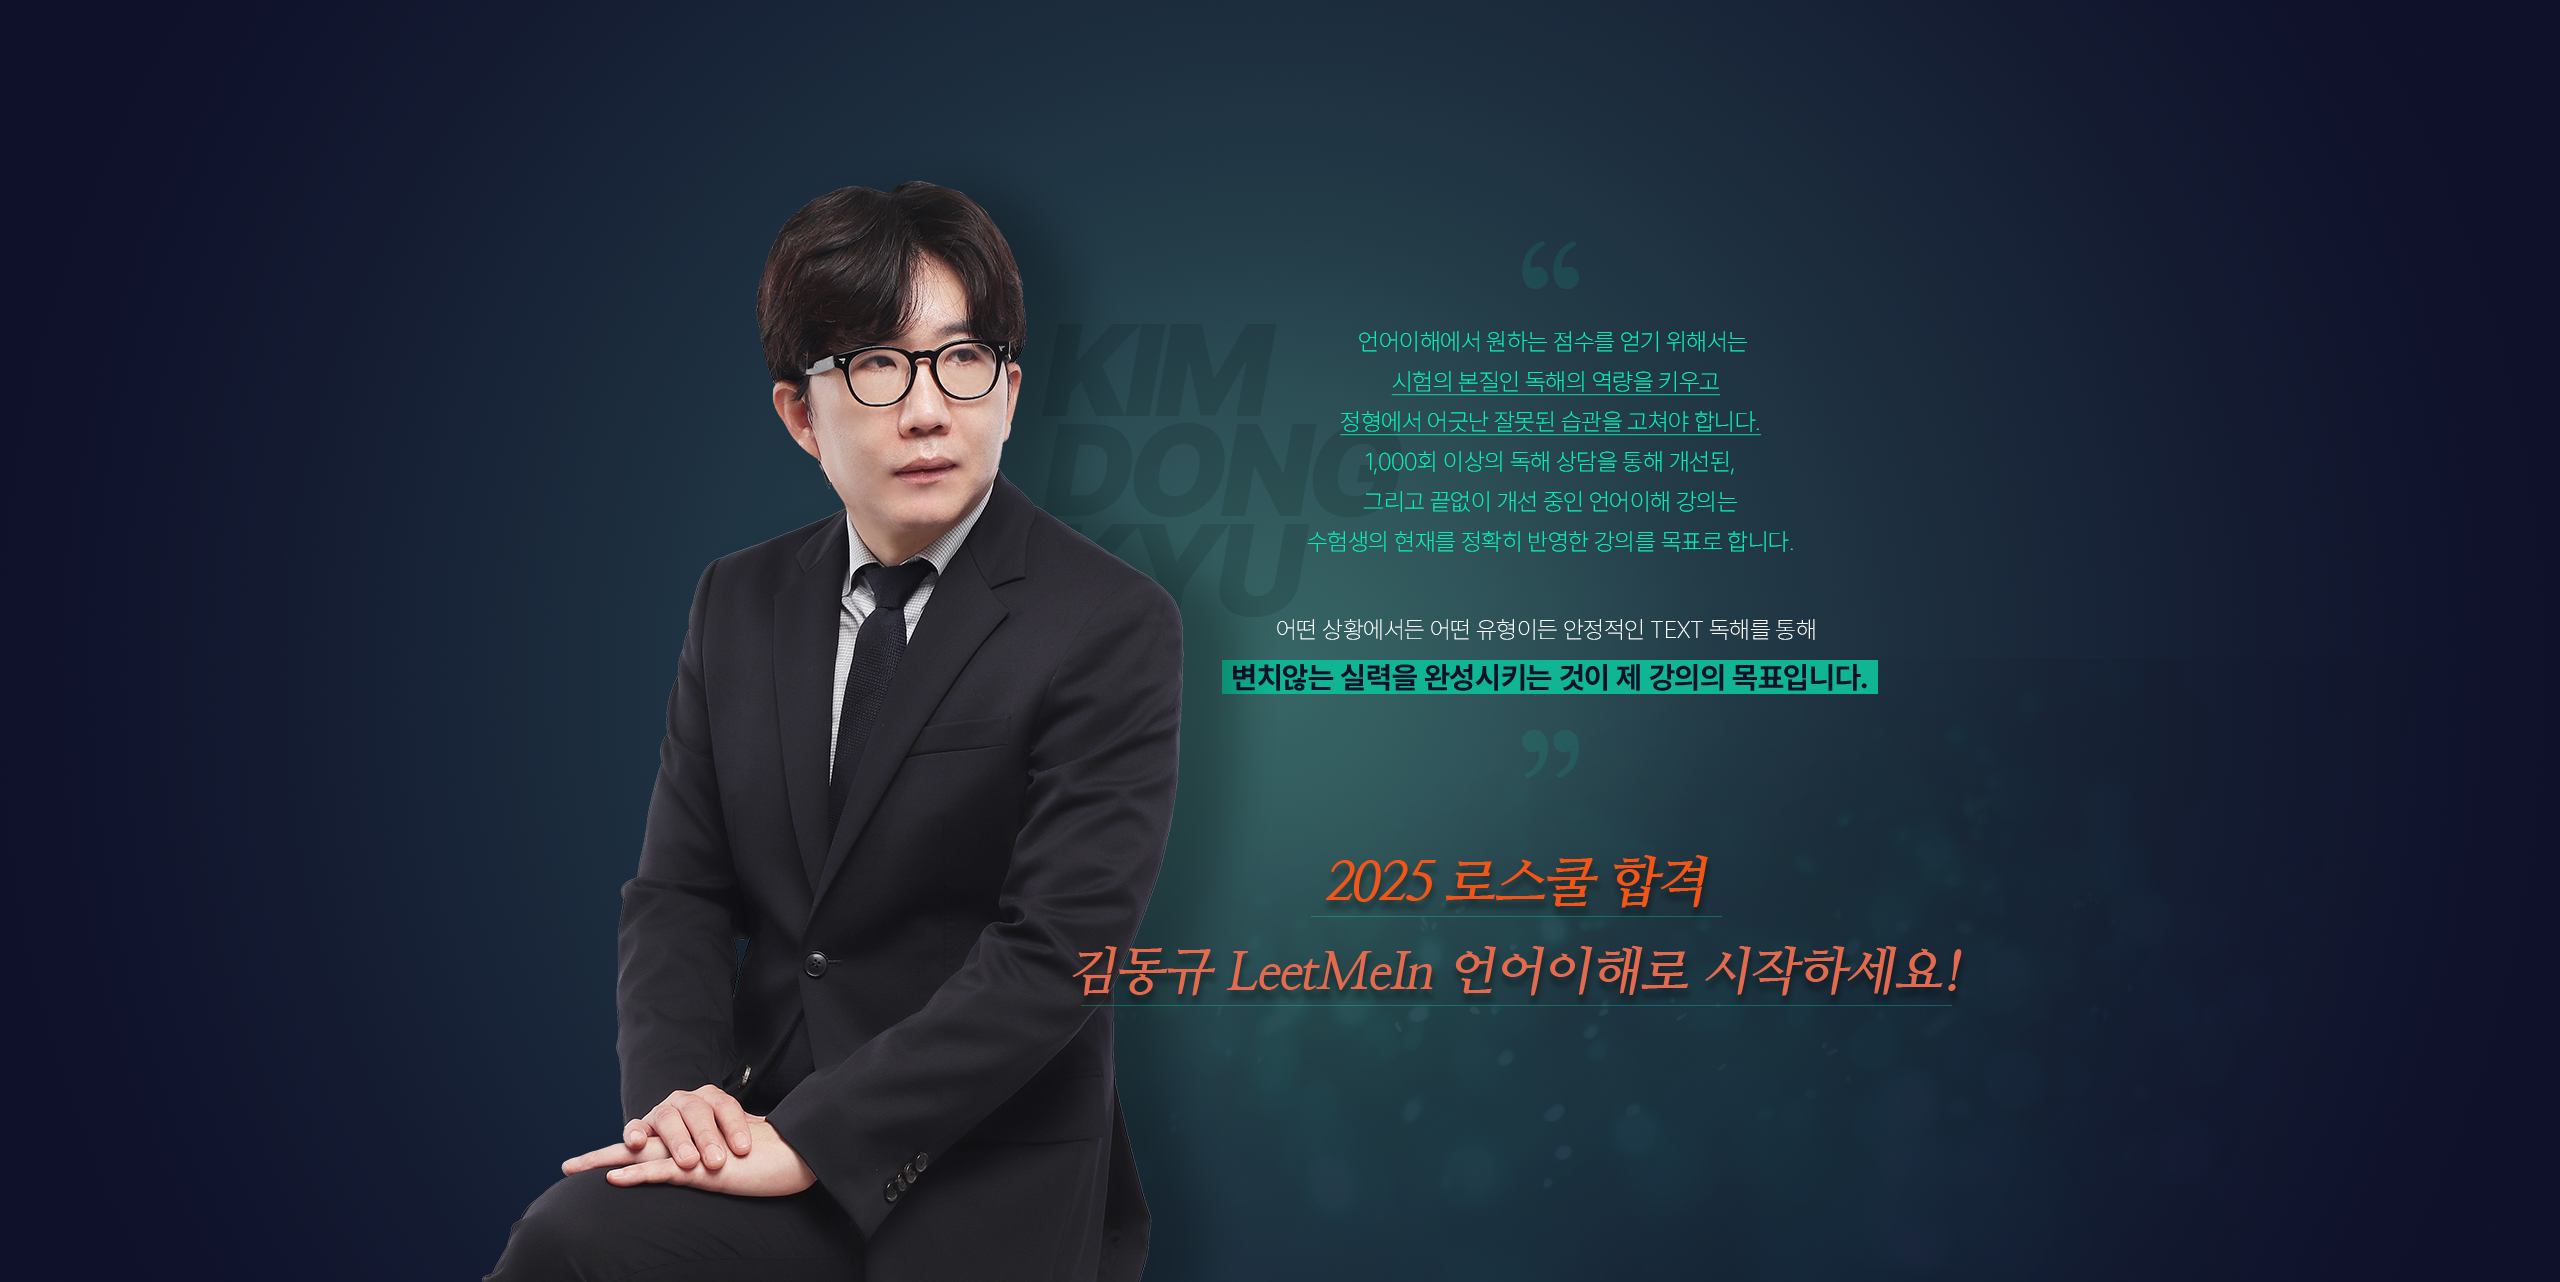 KIM
DONG
KYU
“
언어이해에서 원하는 점수를 얻기 위해서는
시험의 본질인 독해의 역량을 키우고
정형에서 어긋난 잘못된 습관을 고쳐야 합니다.
1,000회 이상의 독해 상담을 통해 개선된,
그리고 끝없이 개선 중인 언어이해 강의는
수험생의 현재를 정확히 반영한 강의를 목표로 합니다.
어떤 상황에서든 어떤 유형이든 안정적인 TEXT 독해를 통해
변치않는 실력을 완성시키는 것이 제 강의의 목표입니다.
”
2025 로스쿨 합격
김동규 LeetMeIn 언어이해로 시작하세요!